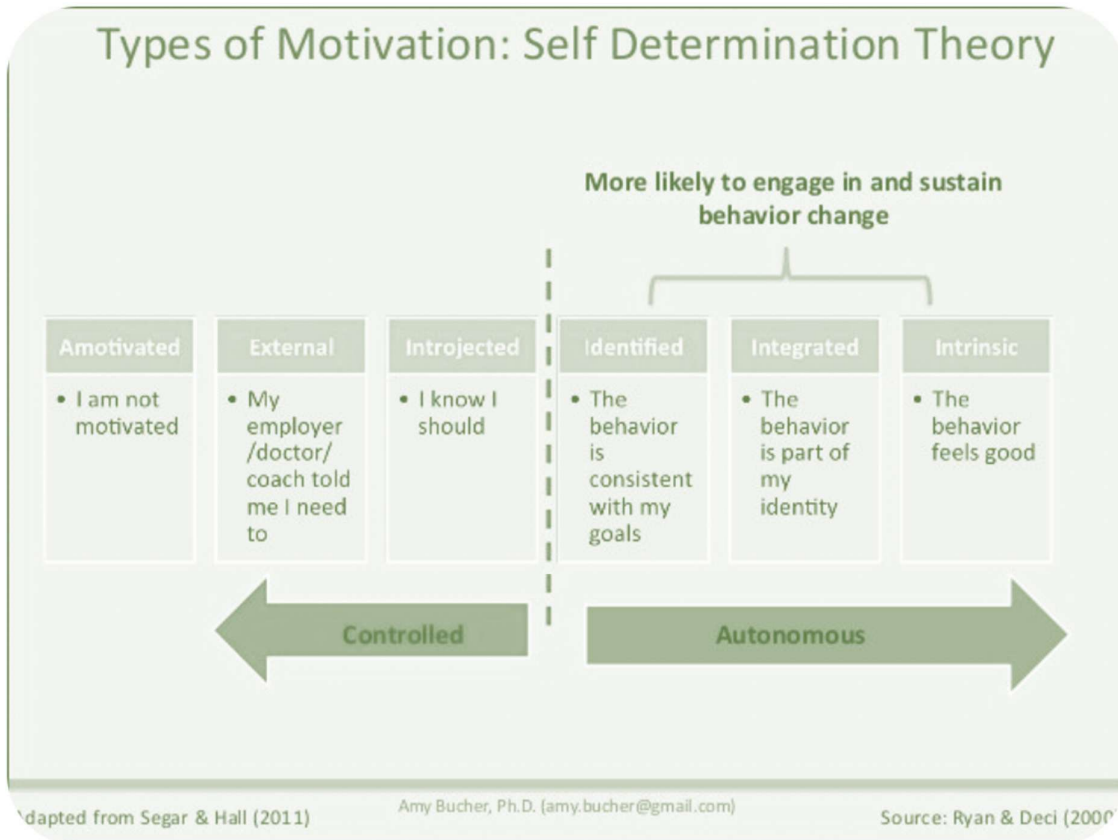 Types of Motivation: Self Determination Theory
More likely to engage in and sustain
behavior change
Amotivated
• I am not
motivated
External
• My
employer
/doctor/
coach told
me I need
to
Introjected
• I know I
should
Identified
• The
behavior
is
consistent
with my
goals
Integrated
• The
behavior
is part of
my
identity
Intrinsic
• The
behavior
feels good
Controlled
Autonomous
dapted from Segar & Hall (2011)
Amy Bucher, Ph.D. (amy.bucher@gmail.com)
Source: Ryan & Deci (200